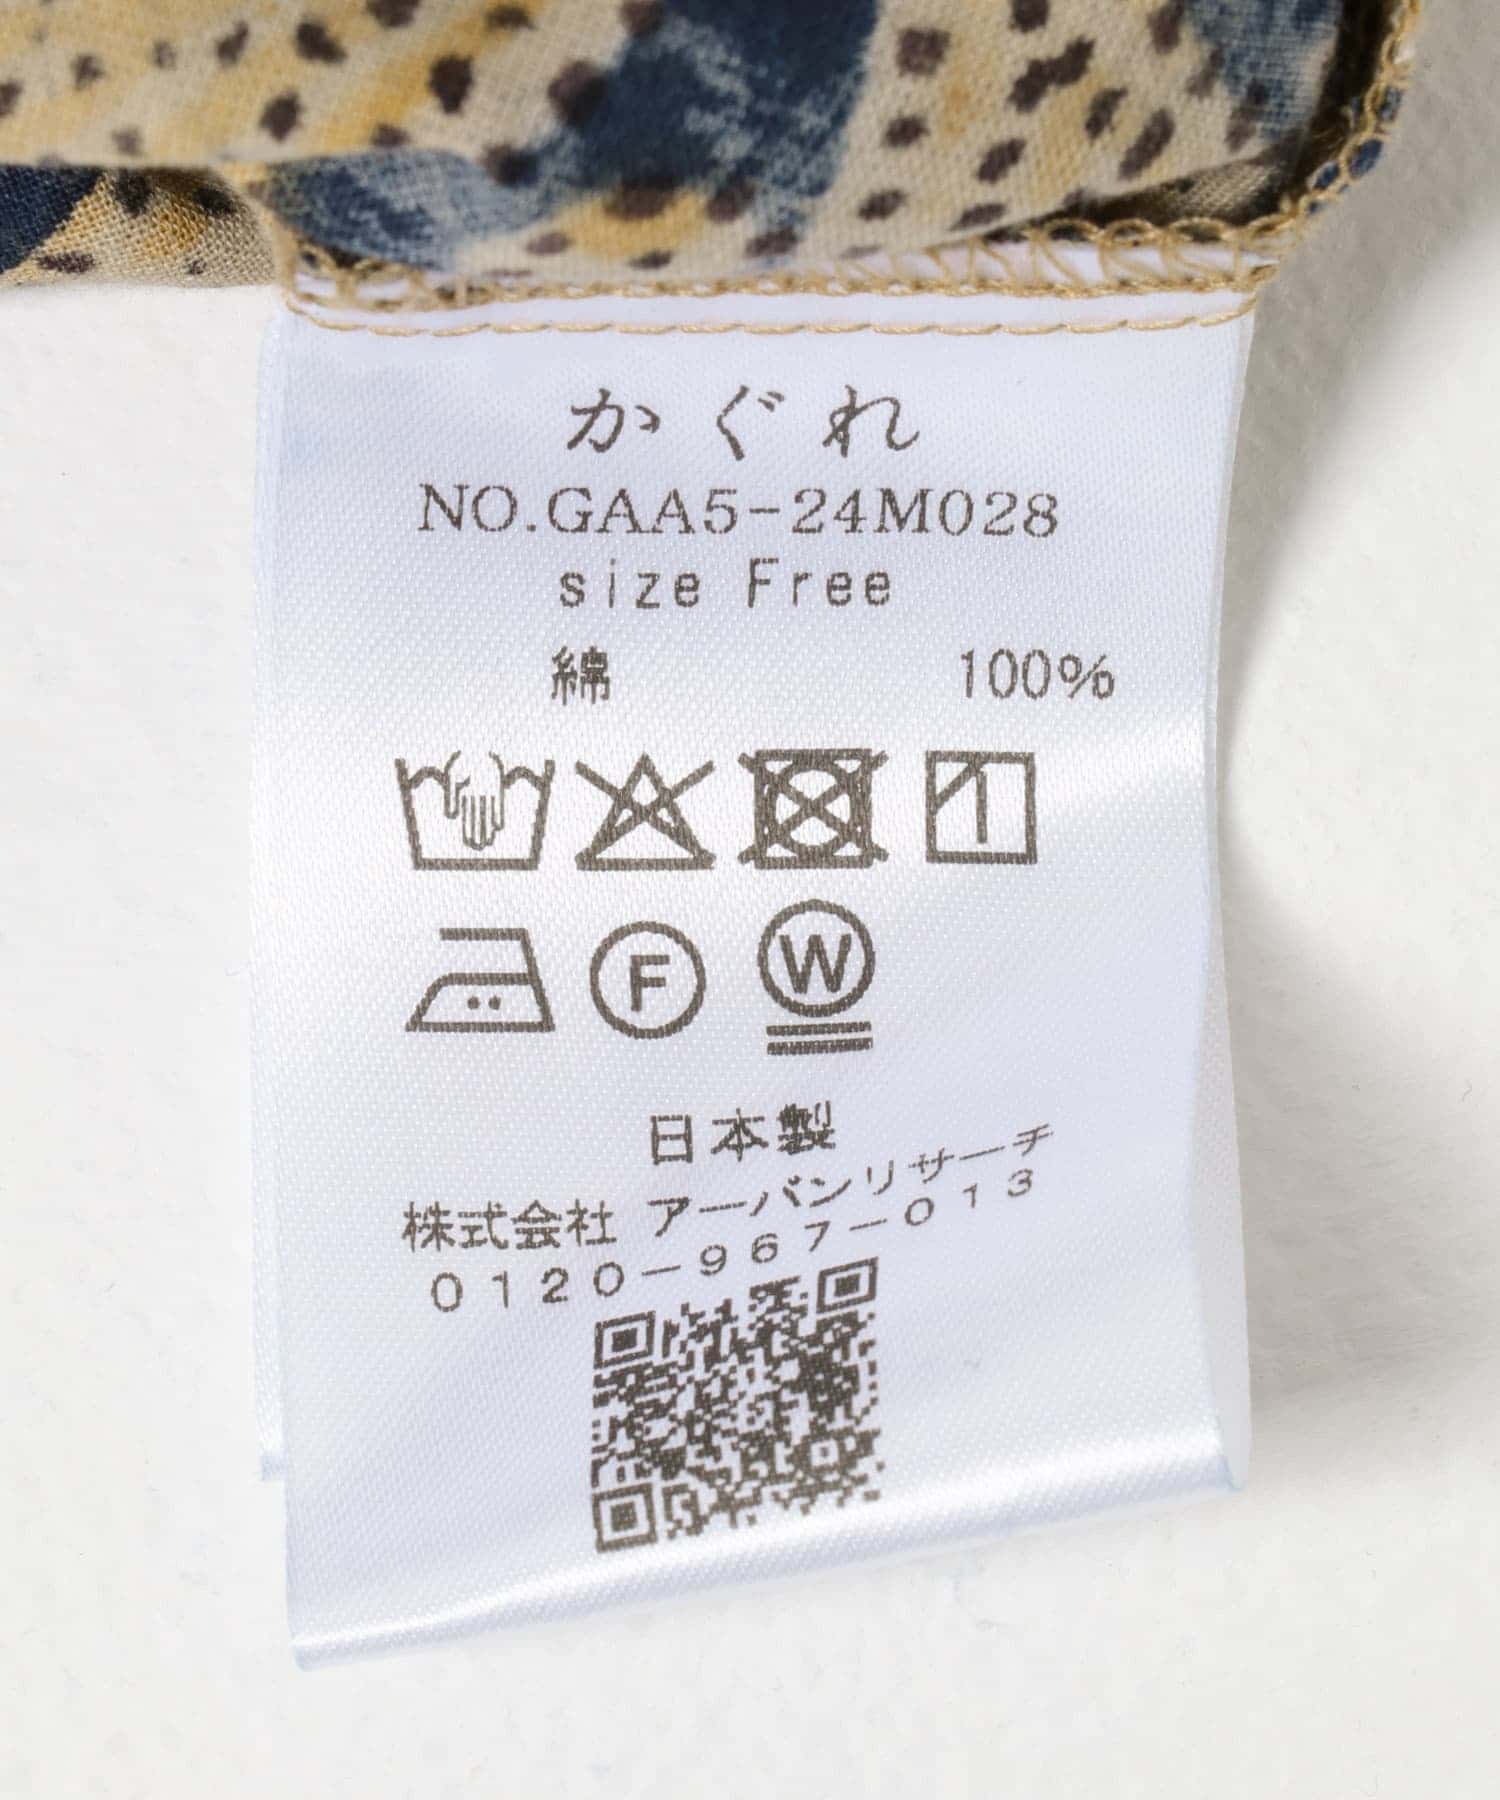 かぐれ
NO.GAA5-24M028
size Free
綿 100%
F
W
日本製
株式会社 アーバンリサーチ
0120-967-013